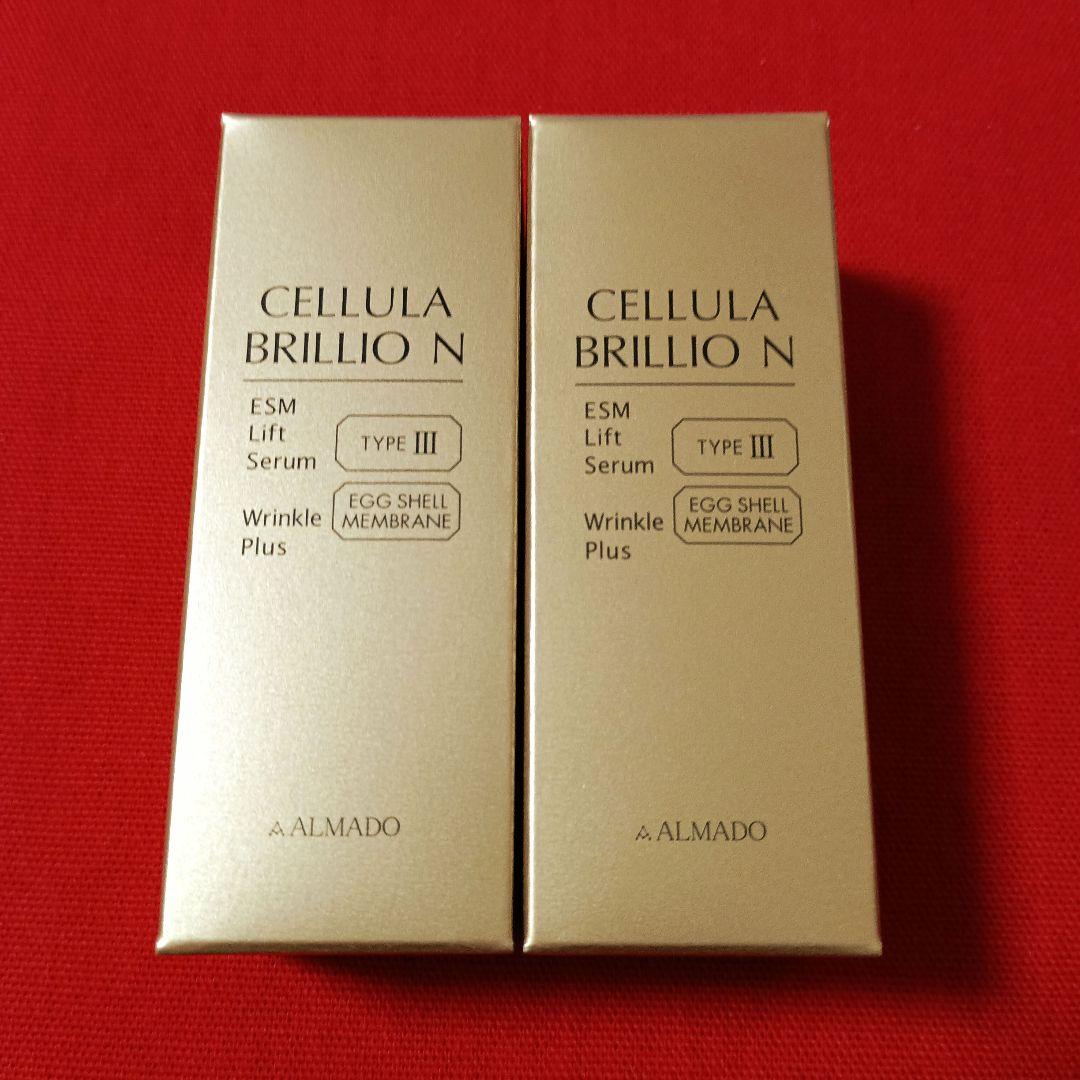 CELLULA
BRILLIO N
ESM
Lift
Serum
TYPE III
Wrinkle
Plus
EGG SHELL
MEMBRANE
ALMADO
CELLULA
BRILLIO N
ESM
Lift
Serum
TYPE III
Wrinkle
Plus
EGG SHELL
MEMBRANE
ALMADO